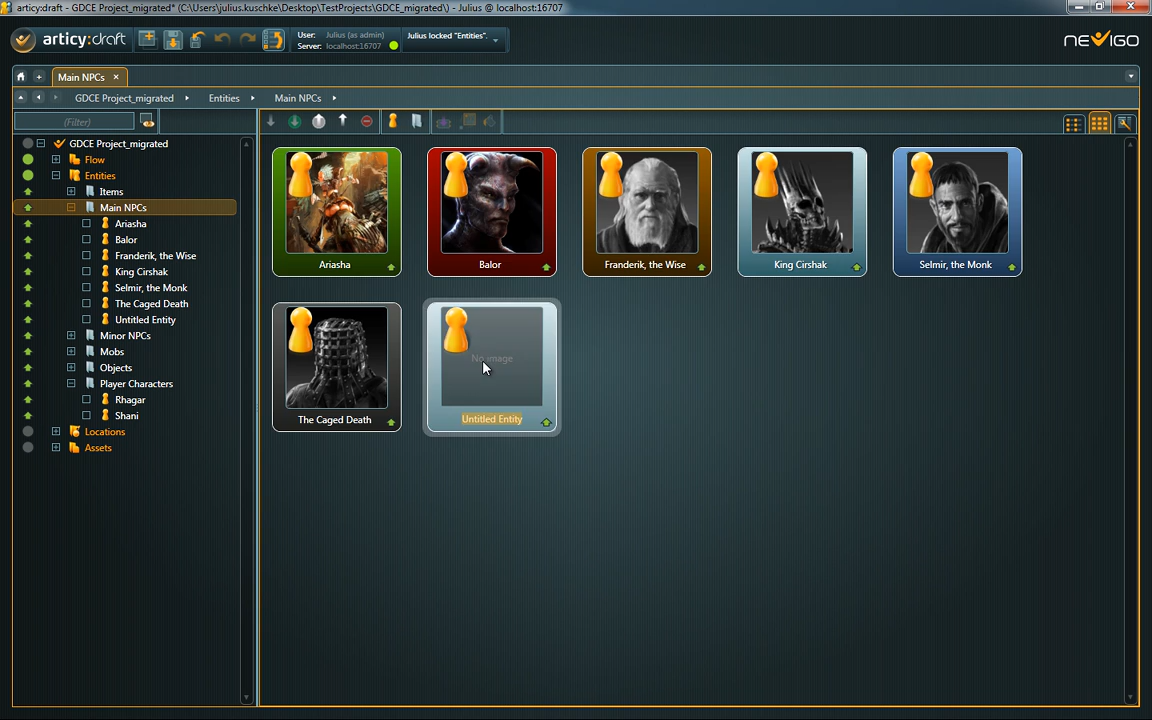 articy:draft - GDCE Project_migrated* (C:\Users\julius.kuschke\Desktop\TestProjects\GDCE_migrated\) - Julius @ localhost:16707
articy:draft
User: Julius (as admin)
Server: localhost:16707
Julius locked "Entities".
nevigo
Main NPCs
GDCE Project_migrated Entities Main NPCs
(Filter)
GDCE Project_migrated
Flow
Entities
Items
Main NPCs
Ariasha
Balor
Franderik, the Wise
King Cirshak
Selmir, the Monk
The Caged Death
Untitled Entity
Minor NPCs
Mobs
Objects
Player Characters
Rhagar
Shani
Locations
Assets
Ariasha
Balor
Franderik, the Wise
King Cirshak
Selmir, the Monk
The Caged Death
No image
Untitled Entity